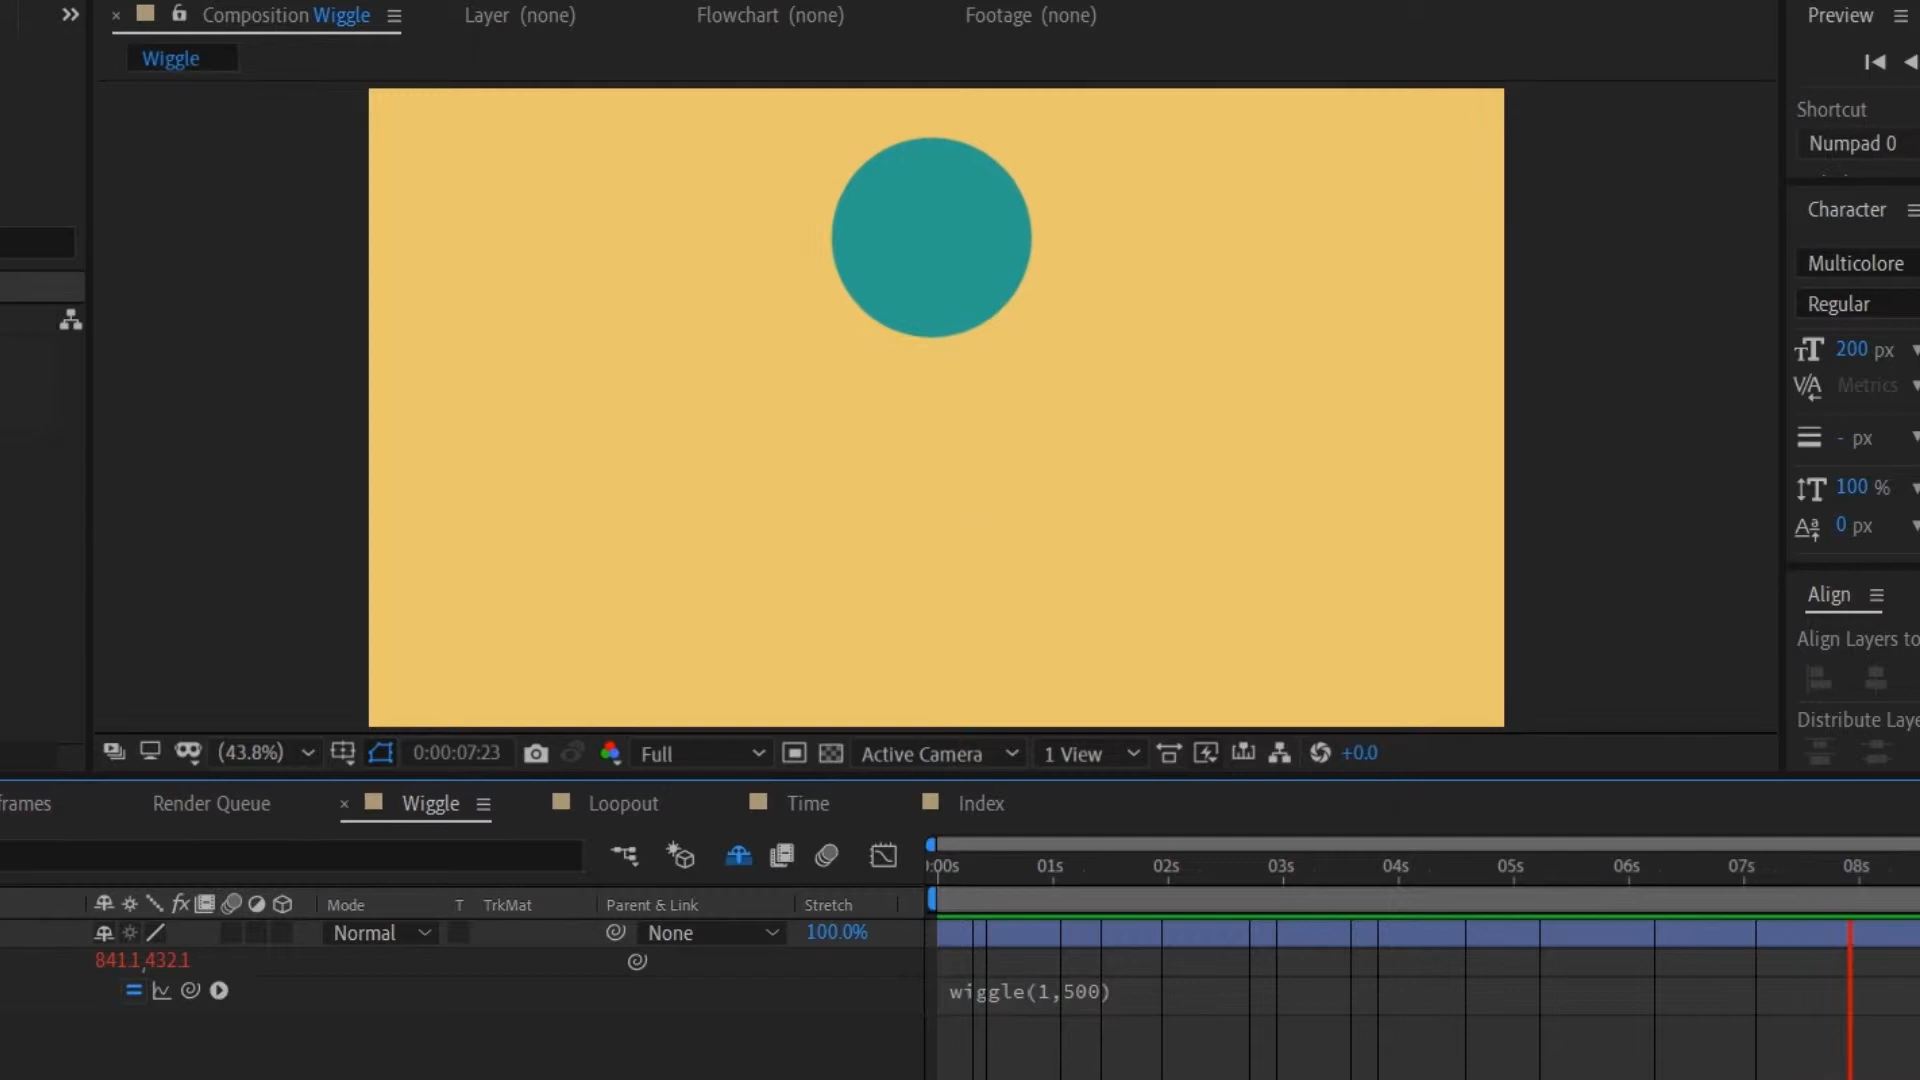 Composition Wiggle
Layer (none)
Flowchart (none)
Footage (none)
Preview
Wiggle
Shortcut
Numpad 0
Character
Multicolore
Regular
200 px
Metrics
- px
100 %
0 px
Align
Align Layers to
Distribute Laye
(43.8%)
0:00:07:23
Full
Active Camera
1 View
+0.0
rames
Render Queue
Wiggle
Loopout
Time
Index
:00s 01s 02s 03s 04s 05s 06s 07s 08s
fx
Mode
T TrkMat
Parent & Link
Stretch
Normal
None
100.0%
841.1,432.1
wiggle(1,500)